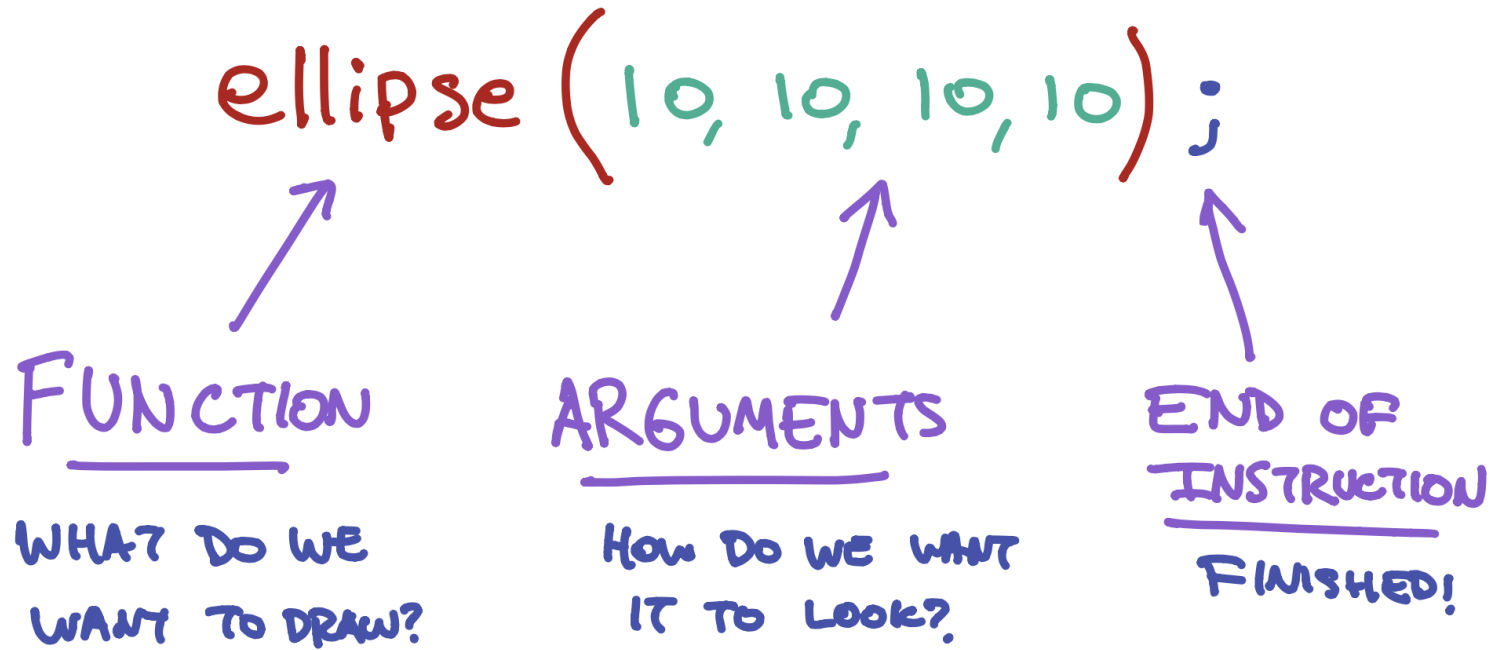 ellipse (10, 10, 10, 10);
FUNCTION
WHAT DO WE
WANT TO DRAW?
ARGUMENTS
HOW DO WE WANT
IT TO LOOK?
END OF
INSTRUCTION
FINISHED!